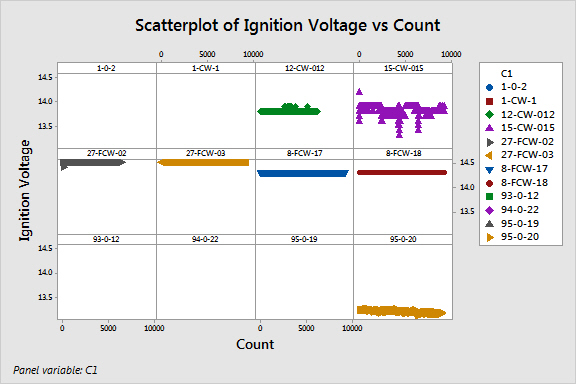 Scatterplot of Ignition Voltage vs Count
0 5000 10000 0 5000 10000
1-0-2 1-CW-1 12-CW-012 15-CW-015
14.5
14.0
13.5
27-FCW-02 27-FCW-03 8-FCW-17 8-FCW-18
14.5
14.0
13.5
93-0-12 94-0-22 95-0-19 95-0-20
14.5
14.0
13.5
0 5000 10000 0 5000 10000
Ignition Voltage
Count
C1
1-0-2
1-CW-1
12-CW-012
15-CW-015
27-FCW-02
27-FCW-03
8-FCW-17
8-FCW-18
93-0-12
94-0-22
95-0-19
95-0-20
Panel variable: C1